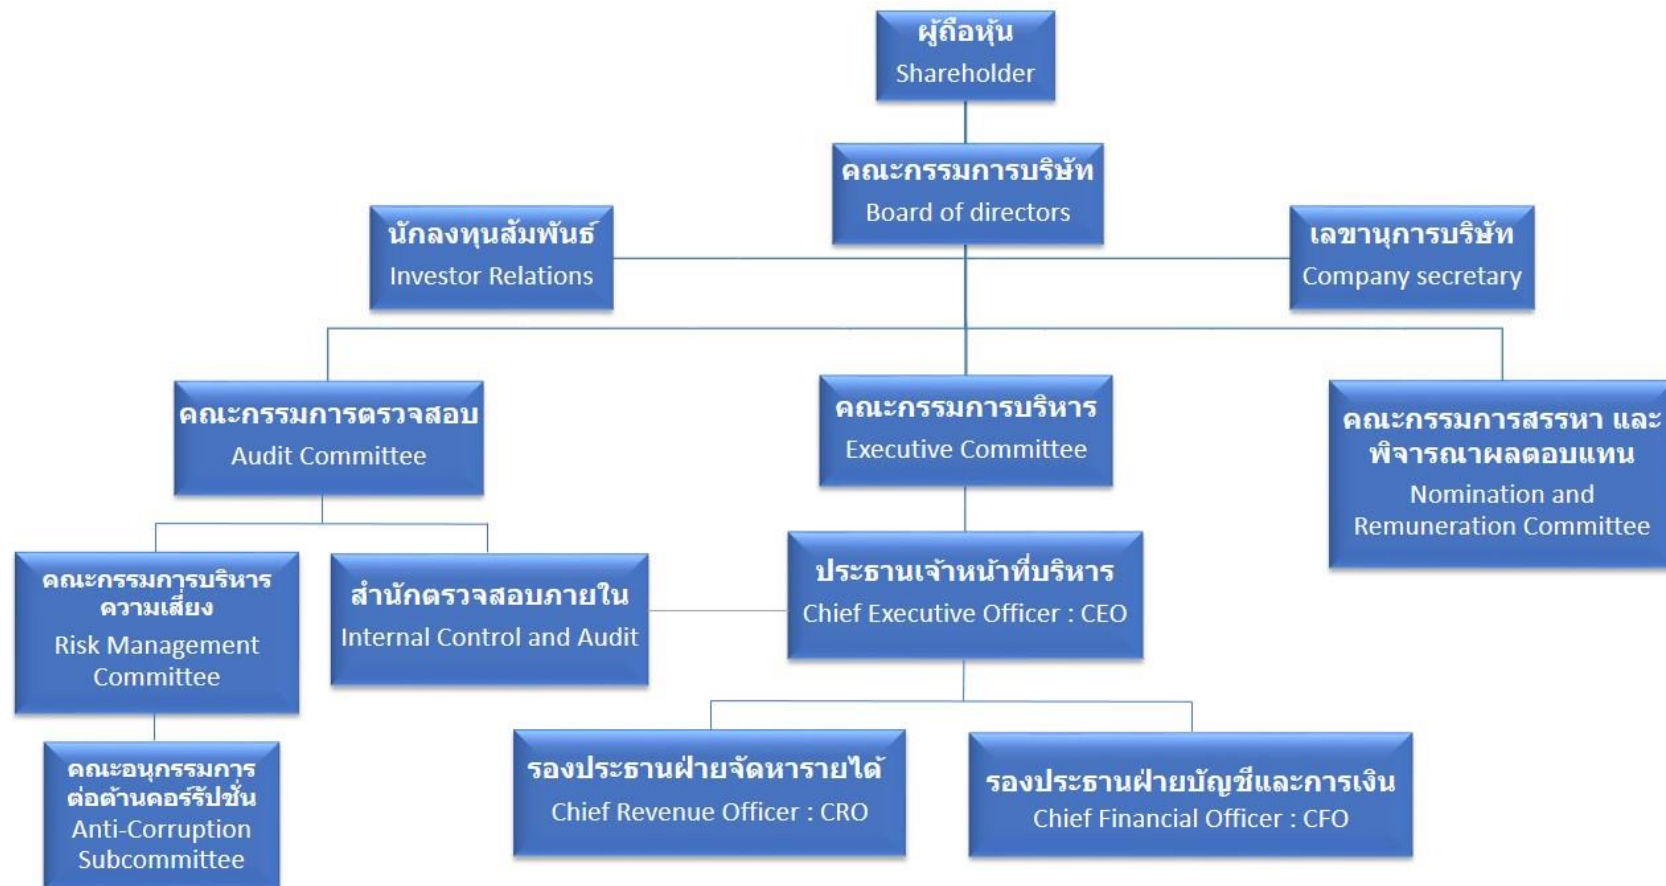 ผู้ถือหุ้น
Shareholder
คณะกรรมการบริษัท
Board of directors
นักลงทุนสัมพันธ์
Investor Relations
เลขานุการบริษัท
Company secretary
คณะกรรมการตรวจสอบ
Audit Committee
คณะกรรมการบริหาร
Executive Committee
คณะกรรมการสรรหา และ
พิจารณาผลตอบแทน
Nomination and
Remuneration Committee
คณะกรรมการบริหาร
ความเสี่ยง
Risk Management
Committee
สำนักตรวจสอบภายใน
Internal Control and Audit
ประธานเจ้าหน้าที่บริหาร
Chief Executive Officer : CEO
คณะอนุกรรมการ
ต่อต้านคอร์รัปชั่น
Anti-Corruption
Subcommittee
รองประธานฝ่ายจัดหารายได้
Chief Revenue Officer : CRO
รองประธานฝ่ายบัญชีและการเงิน
Chief Financial Officer : CFO